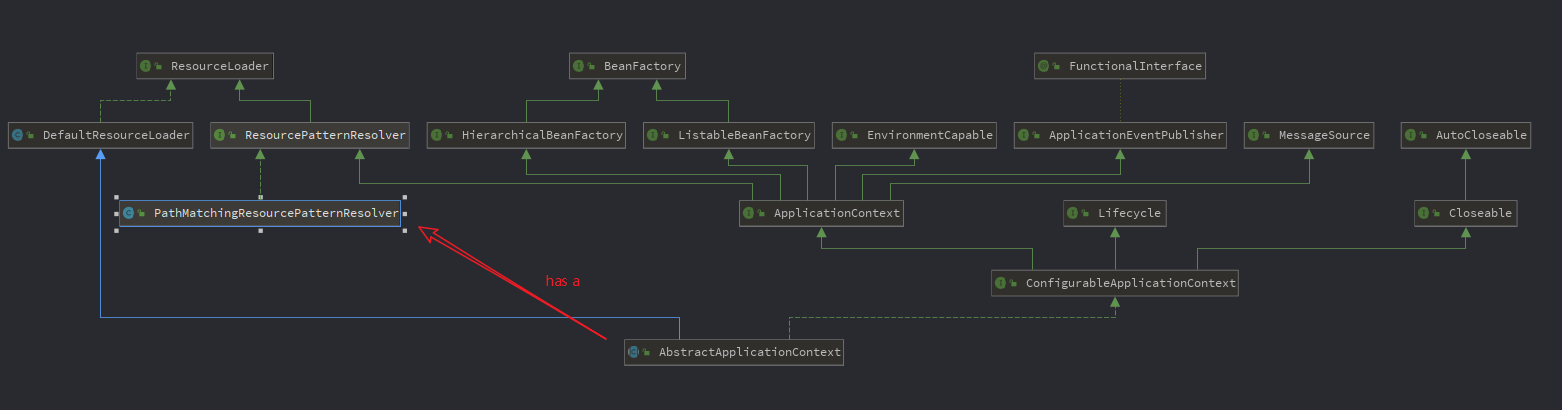 ResourceLoader
BeanFactory
FunctionalInterface
DefaultResourceLoader
ResourcePatternResolver
HierarchicalBeanFactory
ListableBeanFactory
EnvironmentCapable
ApplicationEventPublisher
MessageSource
AutoCloseable
PathMatchingResourcePatternResolver
ApplicationContext
Lifecycle
Closeable
has a
ConfigurableApplicationContext
AbstractApplicationContext